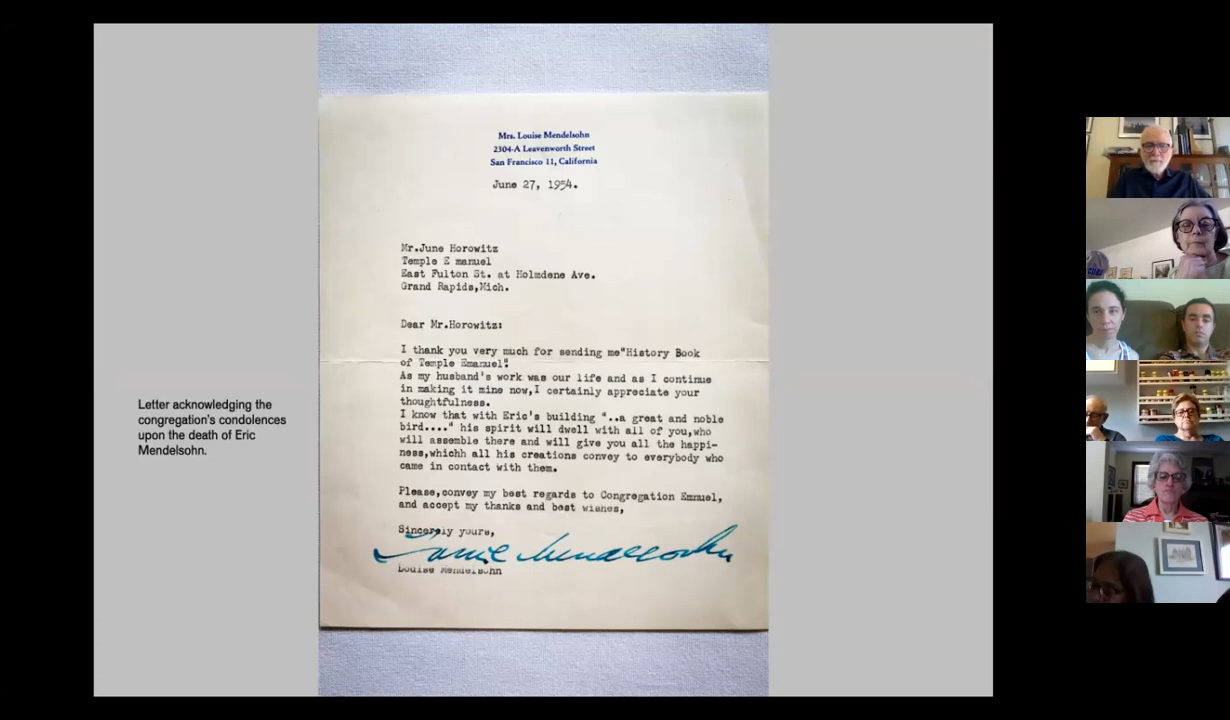 Mrs. Louise Mendelsohn
2304-A Leavenworth Street
San Francisco 11, California
June 27, 1954.
Mr.June Horowitz
Temple E manuel
East Fulton St. at Holmdene Ave.
Grand Rapids,Mich.
Dear Mr.Horowitz:
I thank you very much for sending me"History Book
of Temple Emanuel".
As my husband's work was our life and as I continue
in making it mine now,I certainly appreciate your
thoughtfulness.
I know that with Eric's building "..a great and noble
bird...." his spirit will dwell with all of you,who
will assemble there and will give you all the happi-
ness,whichh all his creations convey to everybody who
came in contact with them.
Please,convey my best regards to Congregation Emnuel,
and accept my thanks and best wishes,
Sincerely yours,
Louise Mendelsohn
Louise Mendelsohn
Letter acknowledging the
congregation's condolences
upon the death of Eric
Mendelsohn.